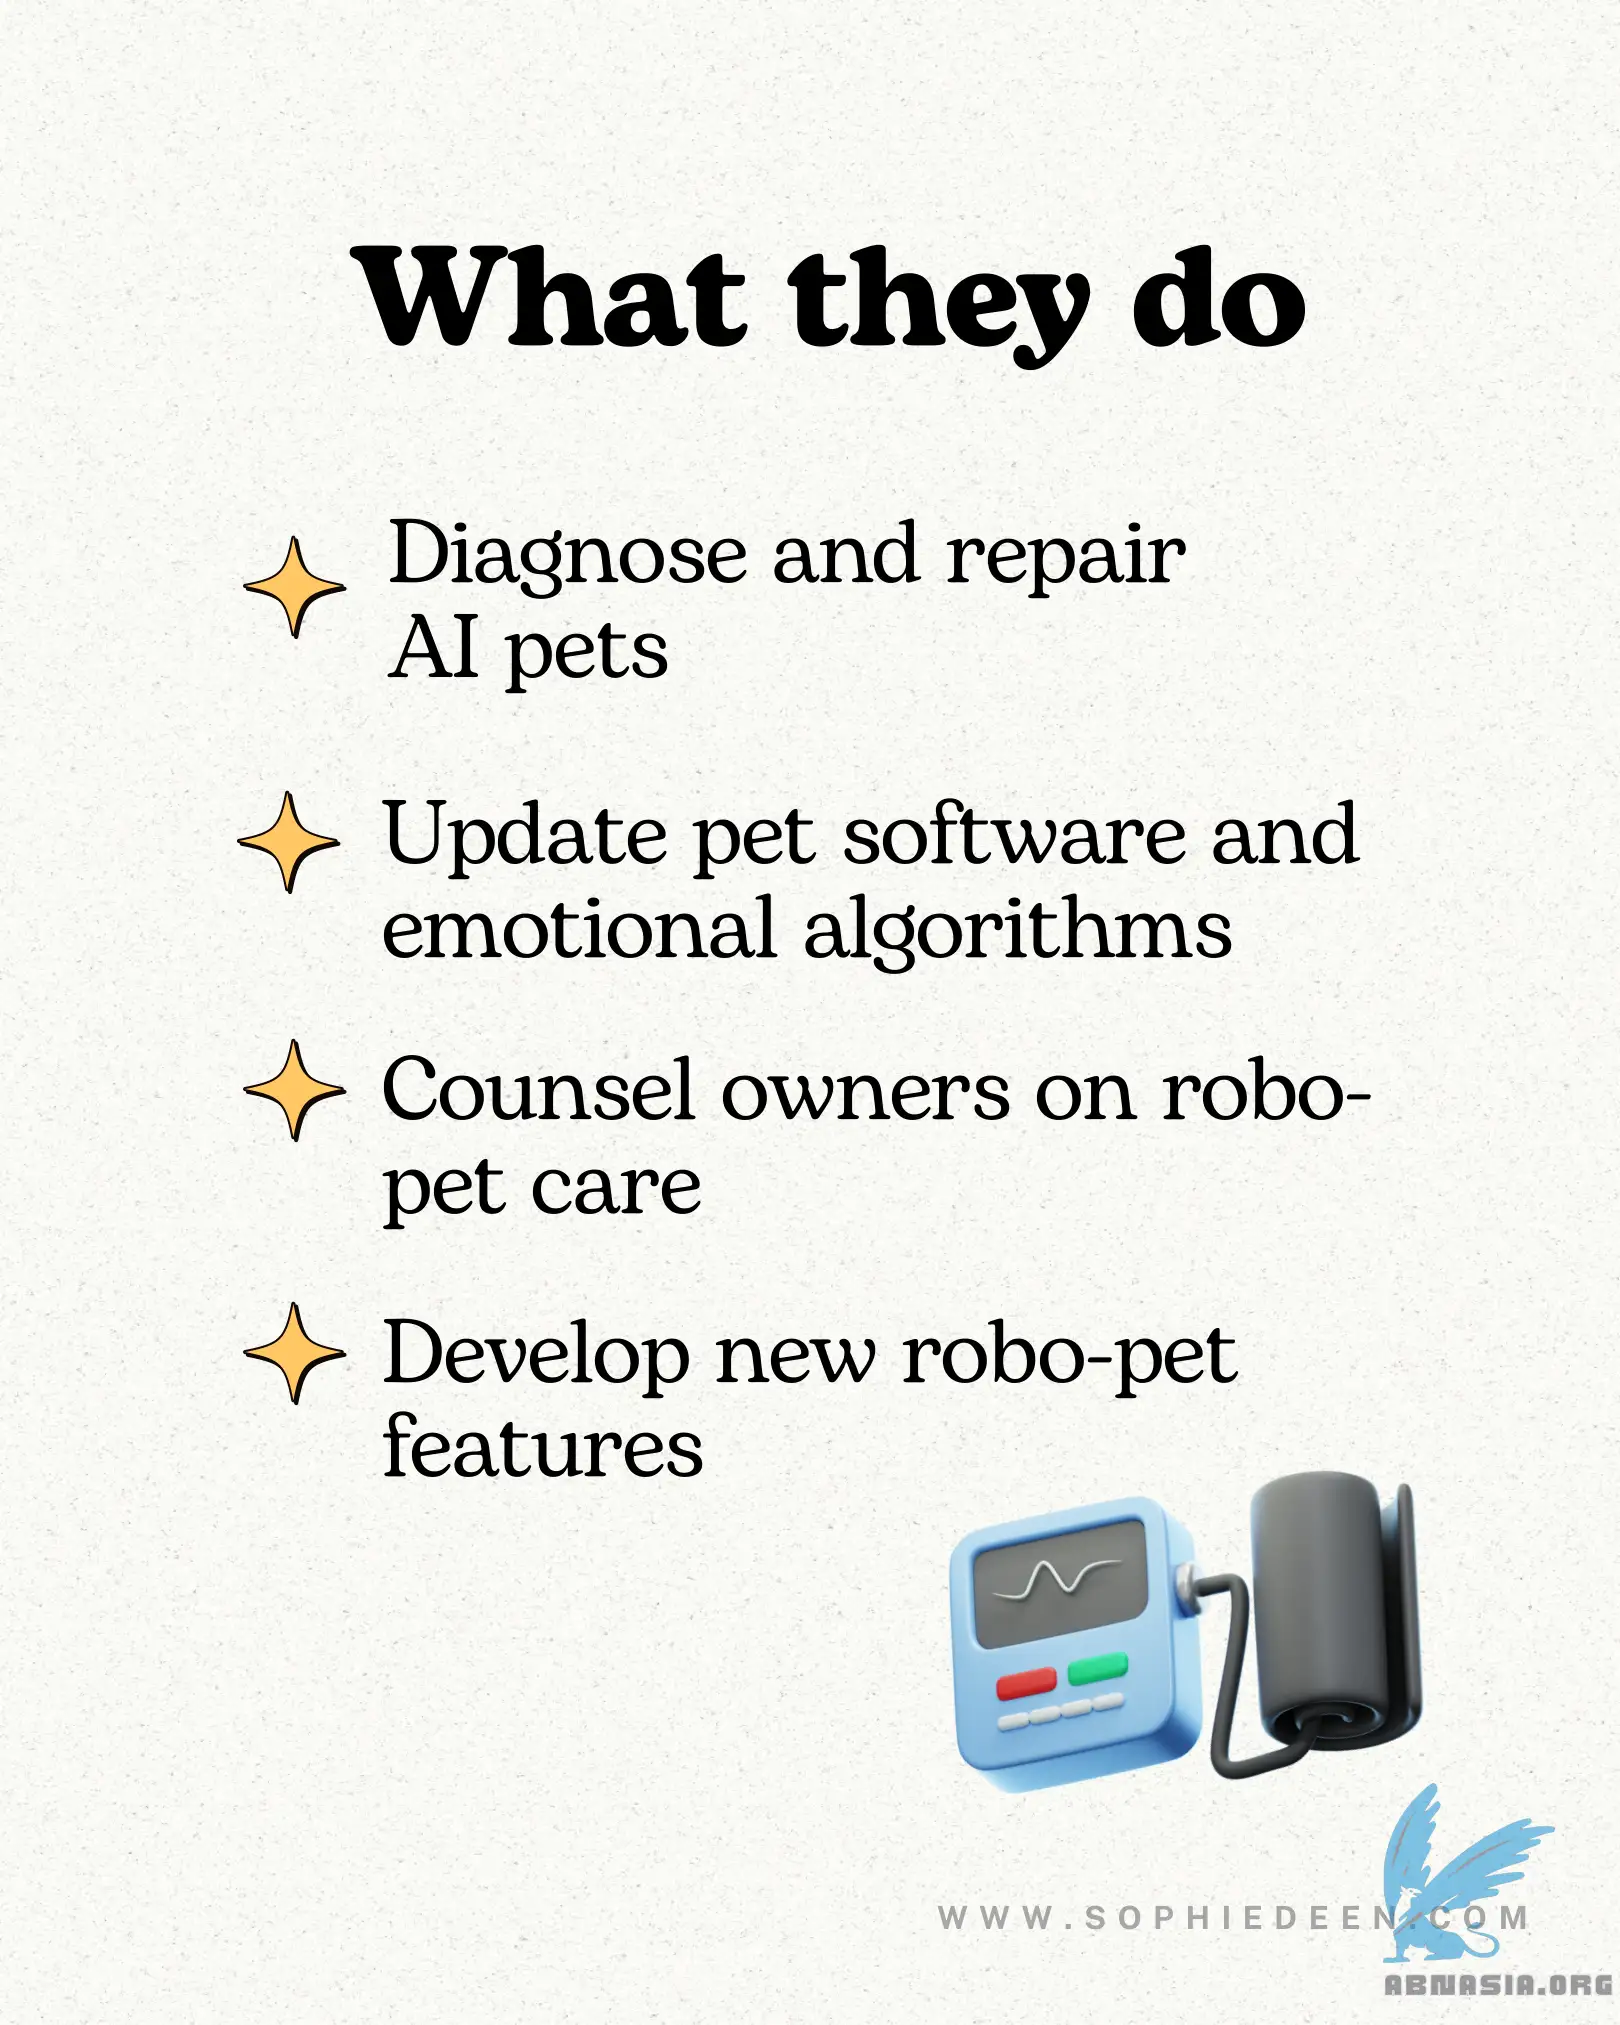 What they do
Diagnose and repair
AI pets
Update pet software and
emotional algorithms
Counsel owners on robo-
pet care
Develop new robo-pet
features
WWW.SOPHIEDEEN.COM
ABNASIA.ORG